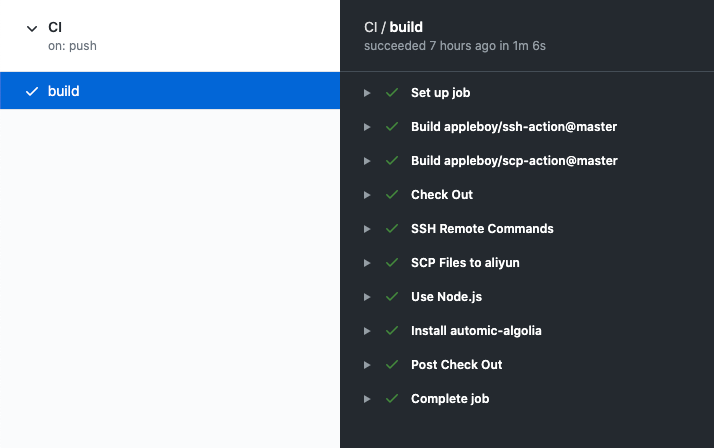 CI
on: push
build
CI / build
succeeded 7 hours ago in 1m 6s
Set up job
Build appleboy/ssh-action@master
Build appleboy/scp-action@master
Check Out
SSH Remote Commands
SCP Files to aliyun
Use Node.js
Install automic-algolia
Post Check Out
Complete job